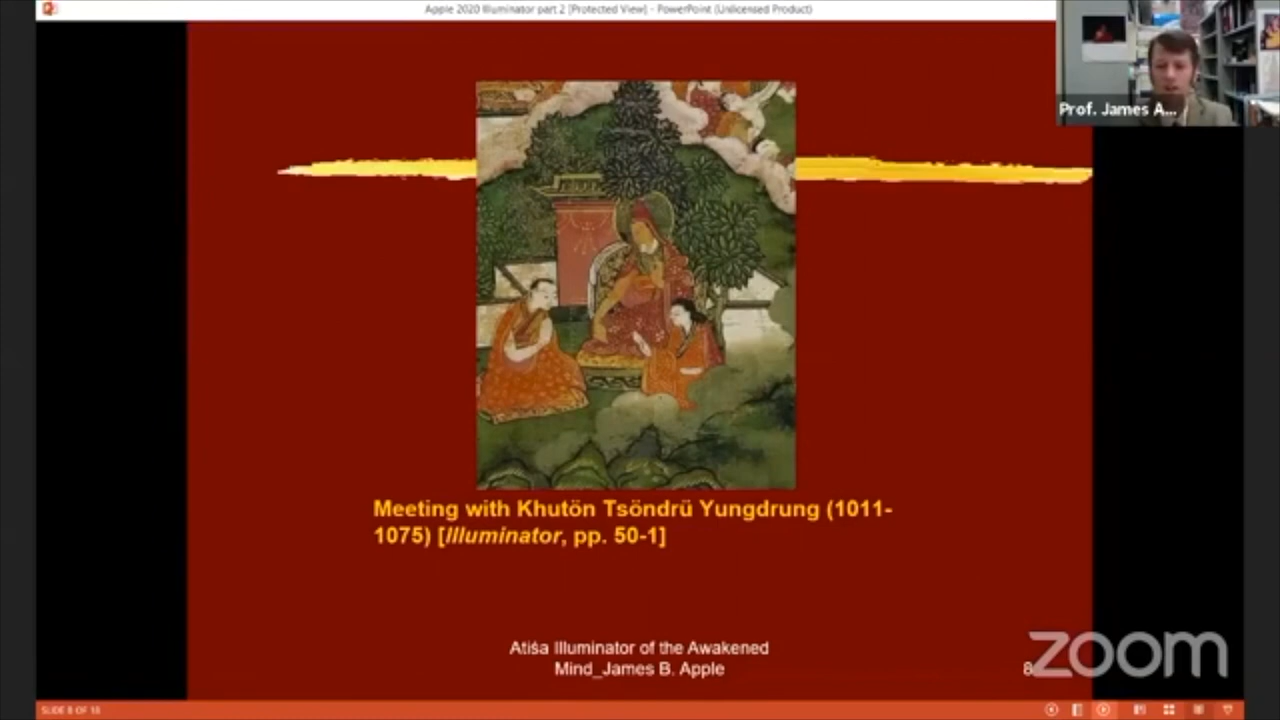 Apple 2020 Illuminator part 2 [Protected View] - PowerPoint (Unlicensed Product)
Prof. James A...
Meeting with Khutön Tsöndrü Yungdrung (1011-
1075) [Illuminator, pp. 50-1]
Atiśa Illuminator of the Awakened
Mind_James B. Apple
8
zoom
SLIDE 8 OF 18